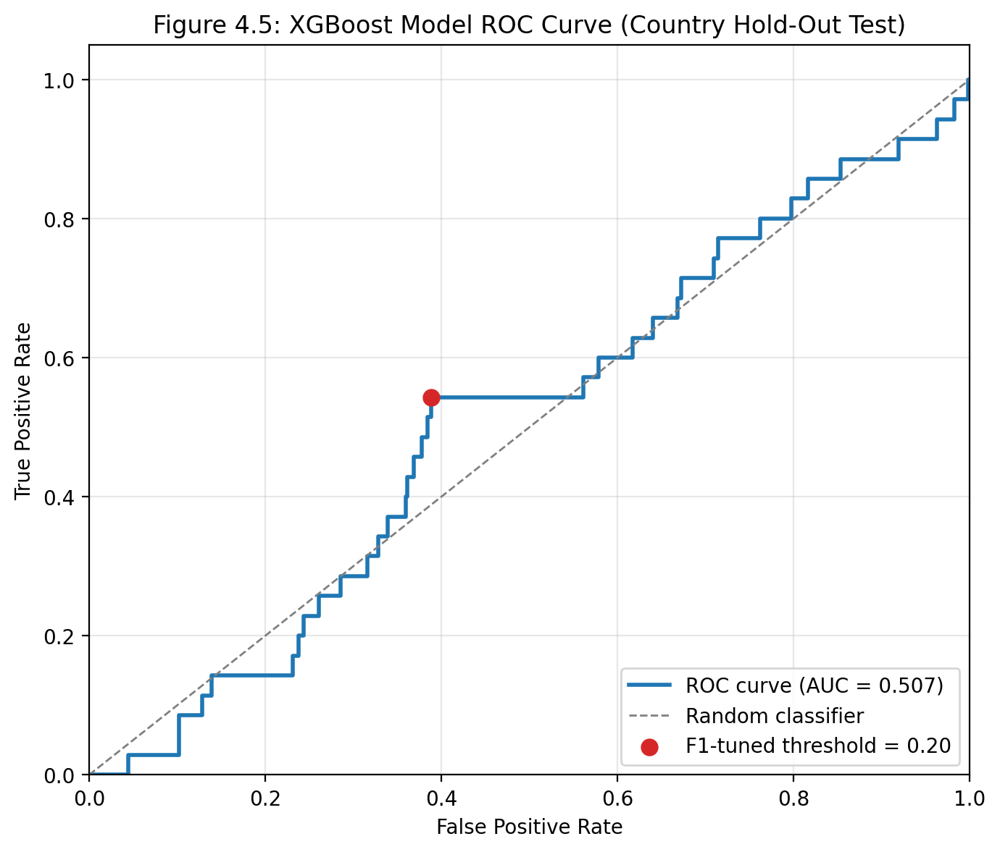 Figure 4.5: XGBoost Model ROC Curve (Country Hold-Out Test)
True Positive Rate
1.0
0.8
0.6
0.4
0.2
0.0
0.0 0.2 0.4 0.6 0.8 1.0
False Positive Rate
ROC curve (AUC = 0.507)
Random classifier
F1-tuned threshold = 0.20